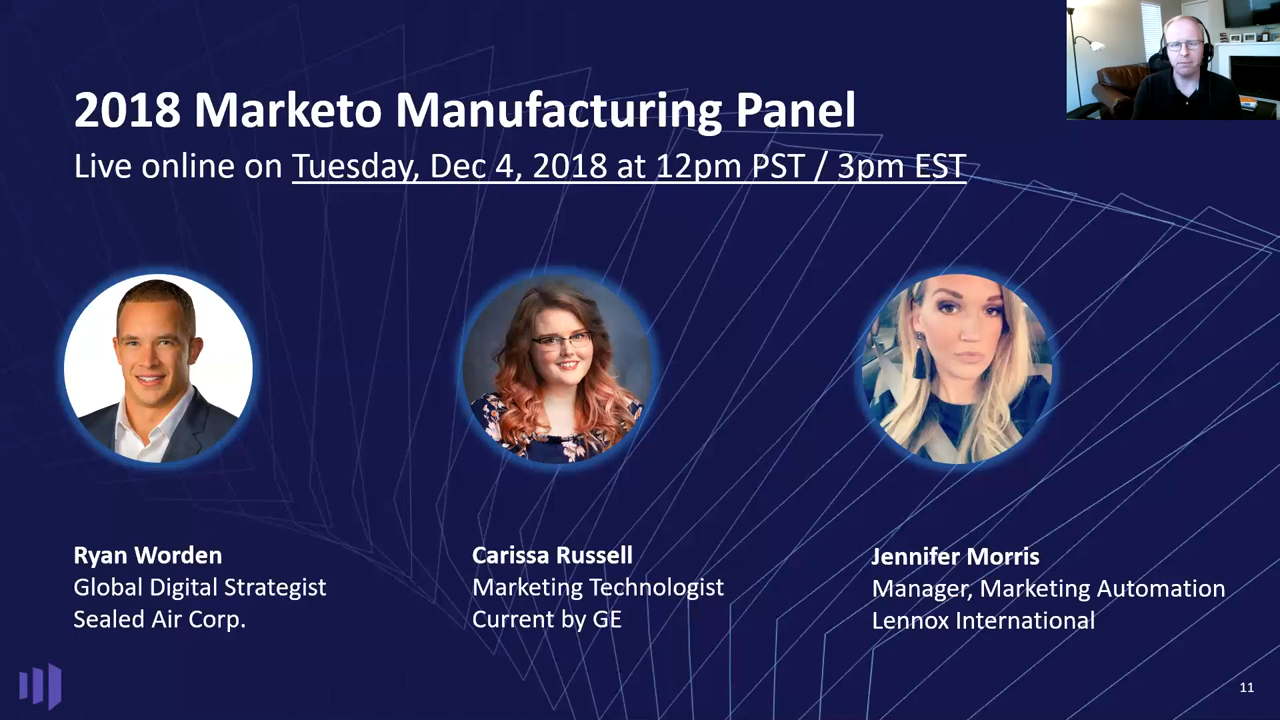 2018 Marketo Manufacturing Panel
Live online on Tuesday, Dec 4, 2018 at 12pm PST / 3pm EST
Ryan Worden
Global Digital Strategist
Sealed Air Corp.
Carissa Russell
Marketing Technologist
Current by GE
Jennifer Morris
Manager, Marketing Automation
Lennox International
11